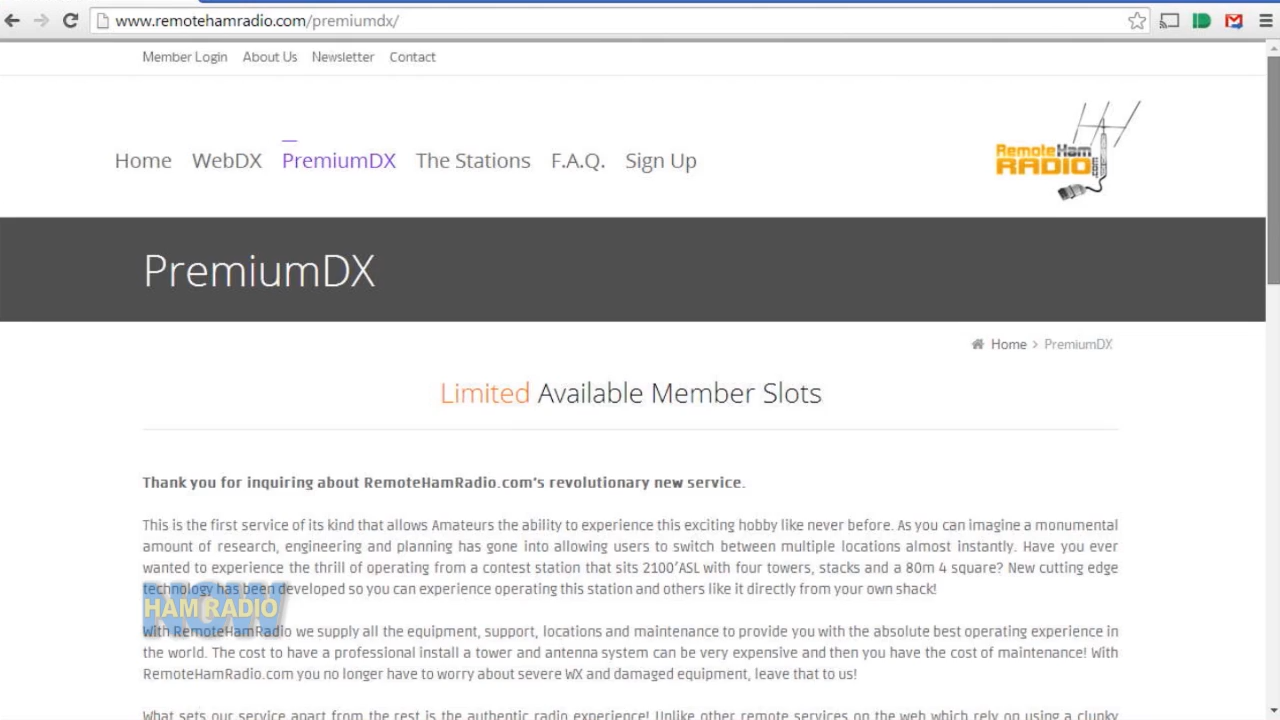 www.remotehamradio.com/premiumdx/
Member Login About Us Newsletter Contact
Home WebDX PremiumDX The Stations F.A.Q. Sign Up
RemoteHam
RADIO
.com
PremiumDX
Home > PremiumDX
Limited Available Member Slots
Thank you for inquiring about RemoteHamRadio.com's revolutionary new service.
This is the first service of its kind that allows Amateurs the ability to experience this exciting hobby like never before. As you can imagine a monumental
amount of research, engineering and planning has gone into allowing users to switch between multiple locations almost instantly. Have you ever
wanted to experience the thrill of operating from a contest station that sits 2100'ASL with four towers, stacks and a 80m 4 square? New cutting edge
technology has been developed so you can experience operating this station and others like it directly from your own shack!
HAM RADIO
NOW
With RemoteHamRadio we supply all the equipment, support, locations and maintenance to provide you with the absolute best operating experience in
the world. The cost to have a professional install a tower and antenna system can be very expensive and then you have the cost of maintenance! With
RemoteHamRadio.com you no longer have to worry about severe WX and damaged equipment, leave that to us!
What sets our service apart from the rest is the authentic radio experience! Unlike other remote services on the web which rely on using a clunky